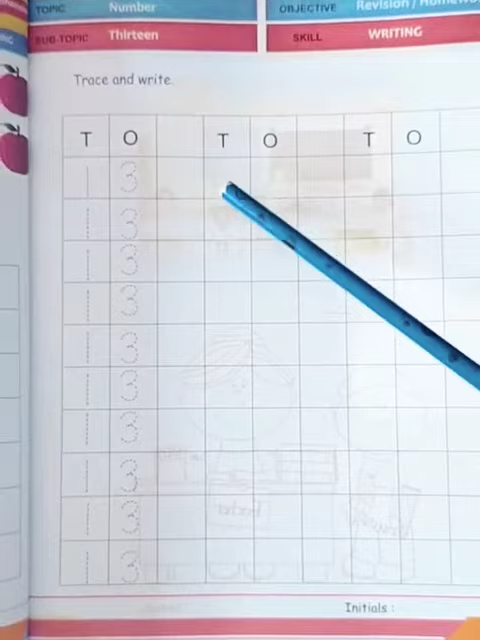 TOPIC Number OBJECTIVE Revision /
SUB-TOPIC Thirteen SKILL WRITING
Trace and write.
T O T O T O
1 3
1 3
1 3
1 3
1 3
1 3
1 3
1 3
1 3
1 3
Initials :